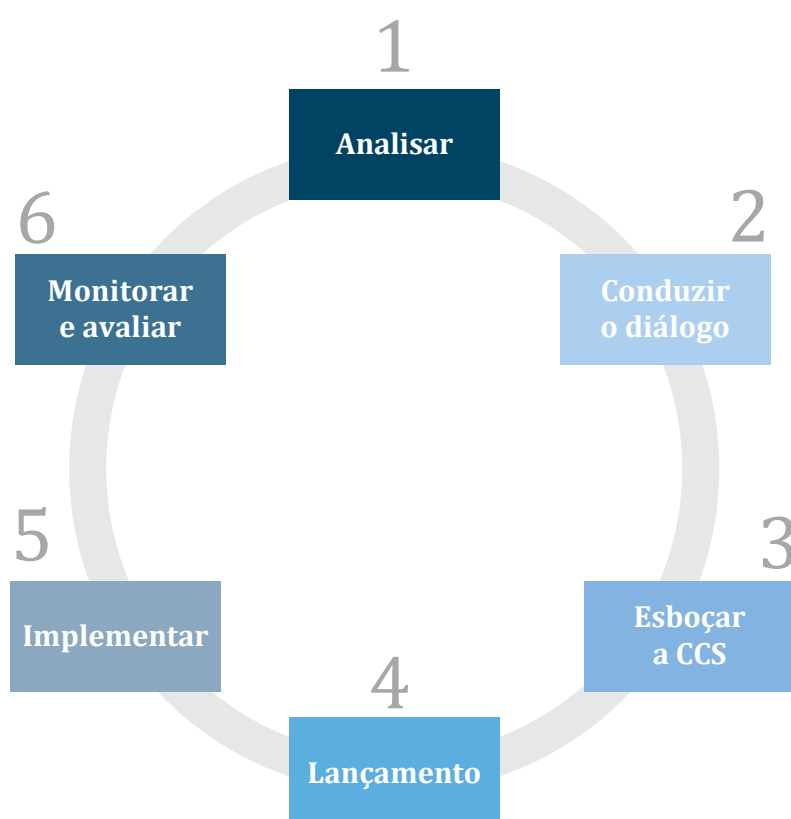 1
Analisar
2
Conduzir
o diálogo
3
Esboçar
a CCS
4
Lançamento
5
Implementar
6
Monitorar
e avaliar